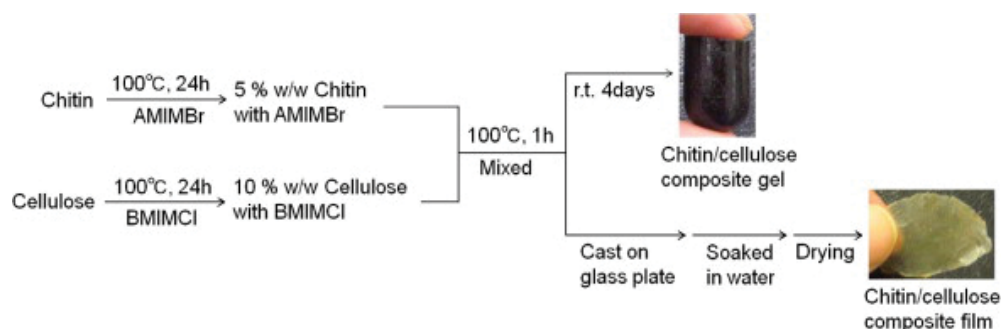 Chitin
100℃, 24h
AMIMBr
5 % w/w Chitin
with AMIMBr
Cellulose
100℃, 24h
BMIMCl
10 % w/w Cellulose
with BMIMCl
100℃, 1h
Mixed
r.t. 4days
Chitin/cellulose
composite gel
Cast on
glass plate
Soaked
in water
Drying
Chitin/cellulose
composite film